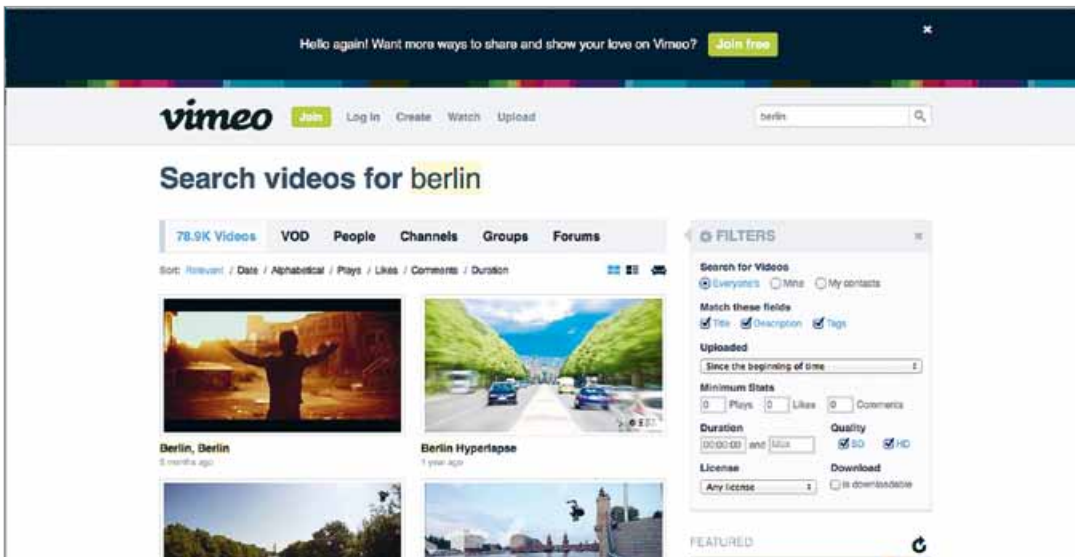 Hello again! Want more ways to share and show your love on Vimeo? Join free
vimeo Join Log In Create Watch Upload berlin
Search videos for berlin
78.9K Videos VOD People Channels Groups Forums
Sort: Relevant / Date / Alphabetical / Plays / Likes / Comments / Duration
Berlin, Berlin
5 months ago
Berlin Hyperlapse
1 year ago
FILTERS
Search for Videos
Everyone's Mine My contacts
Match these fields
Title Description Tags
Uploaded
Since the beginning of time
Minimum Stats
0 Plays 0 Likes 0 Comments
Duration Quality
00:00:00 and Max SD HD
License Download
Any license Is downloadable
FEATURED